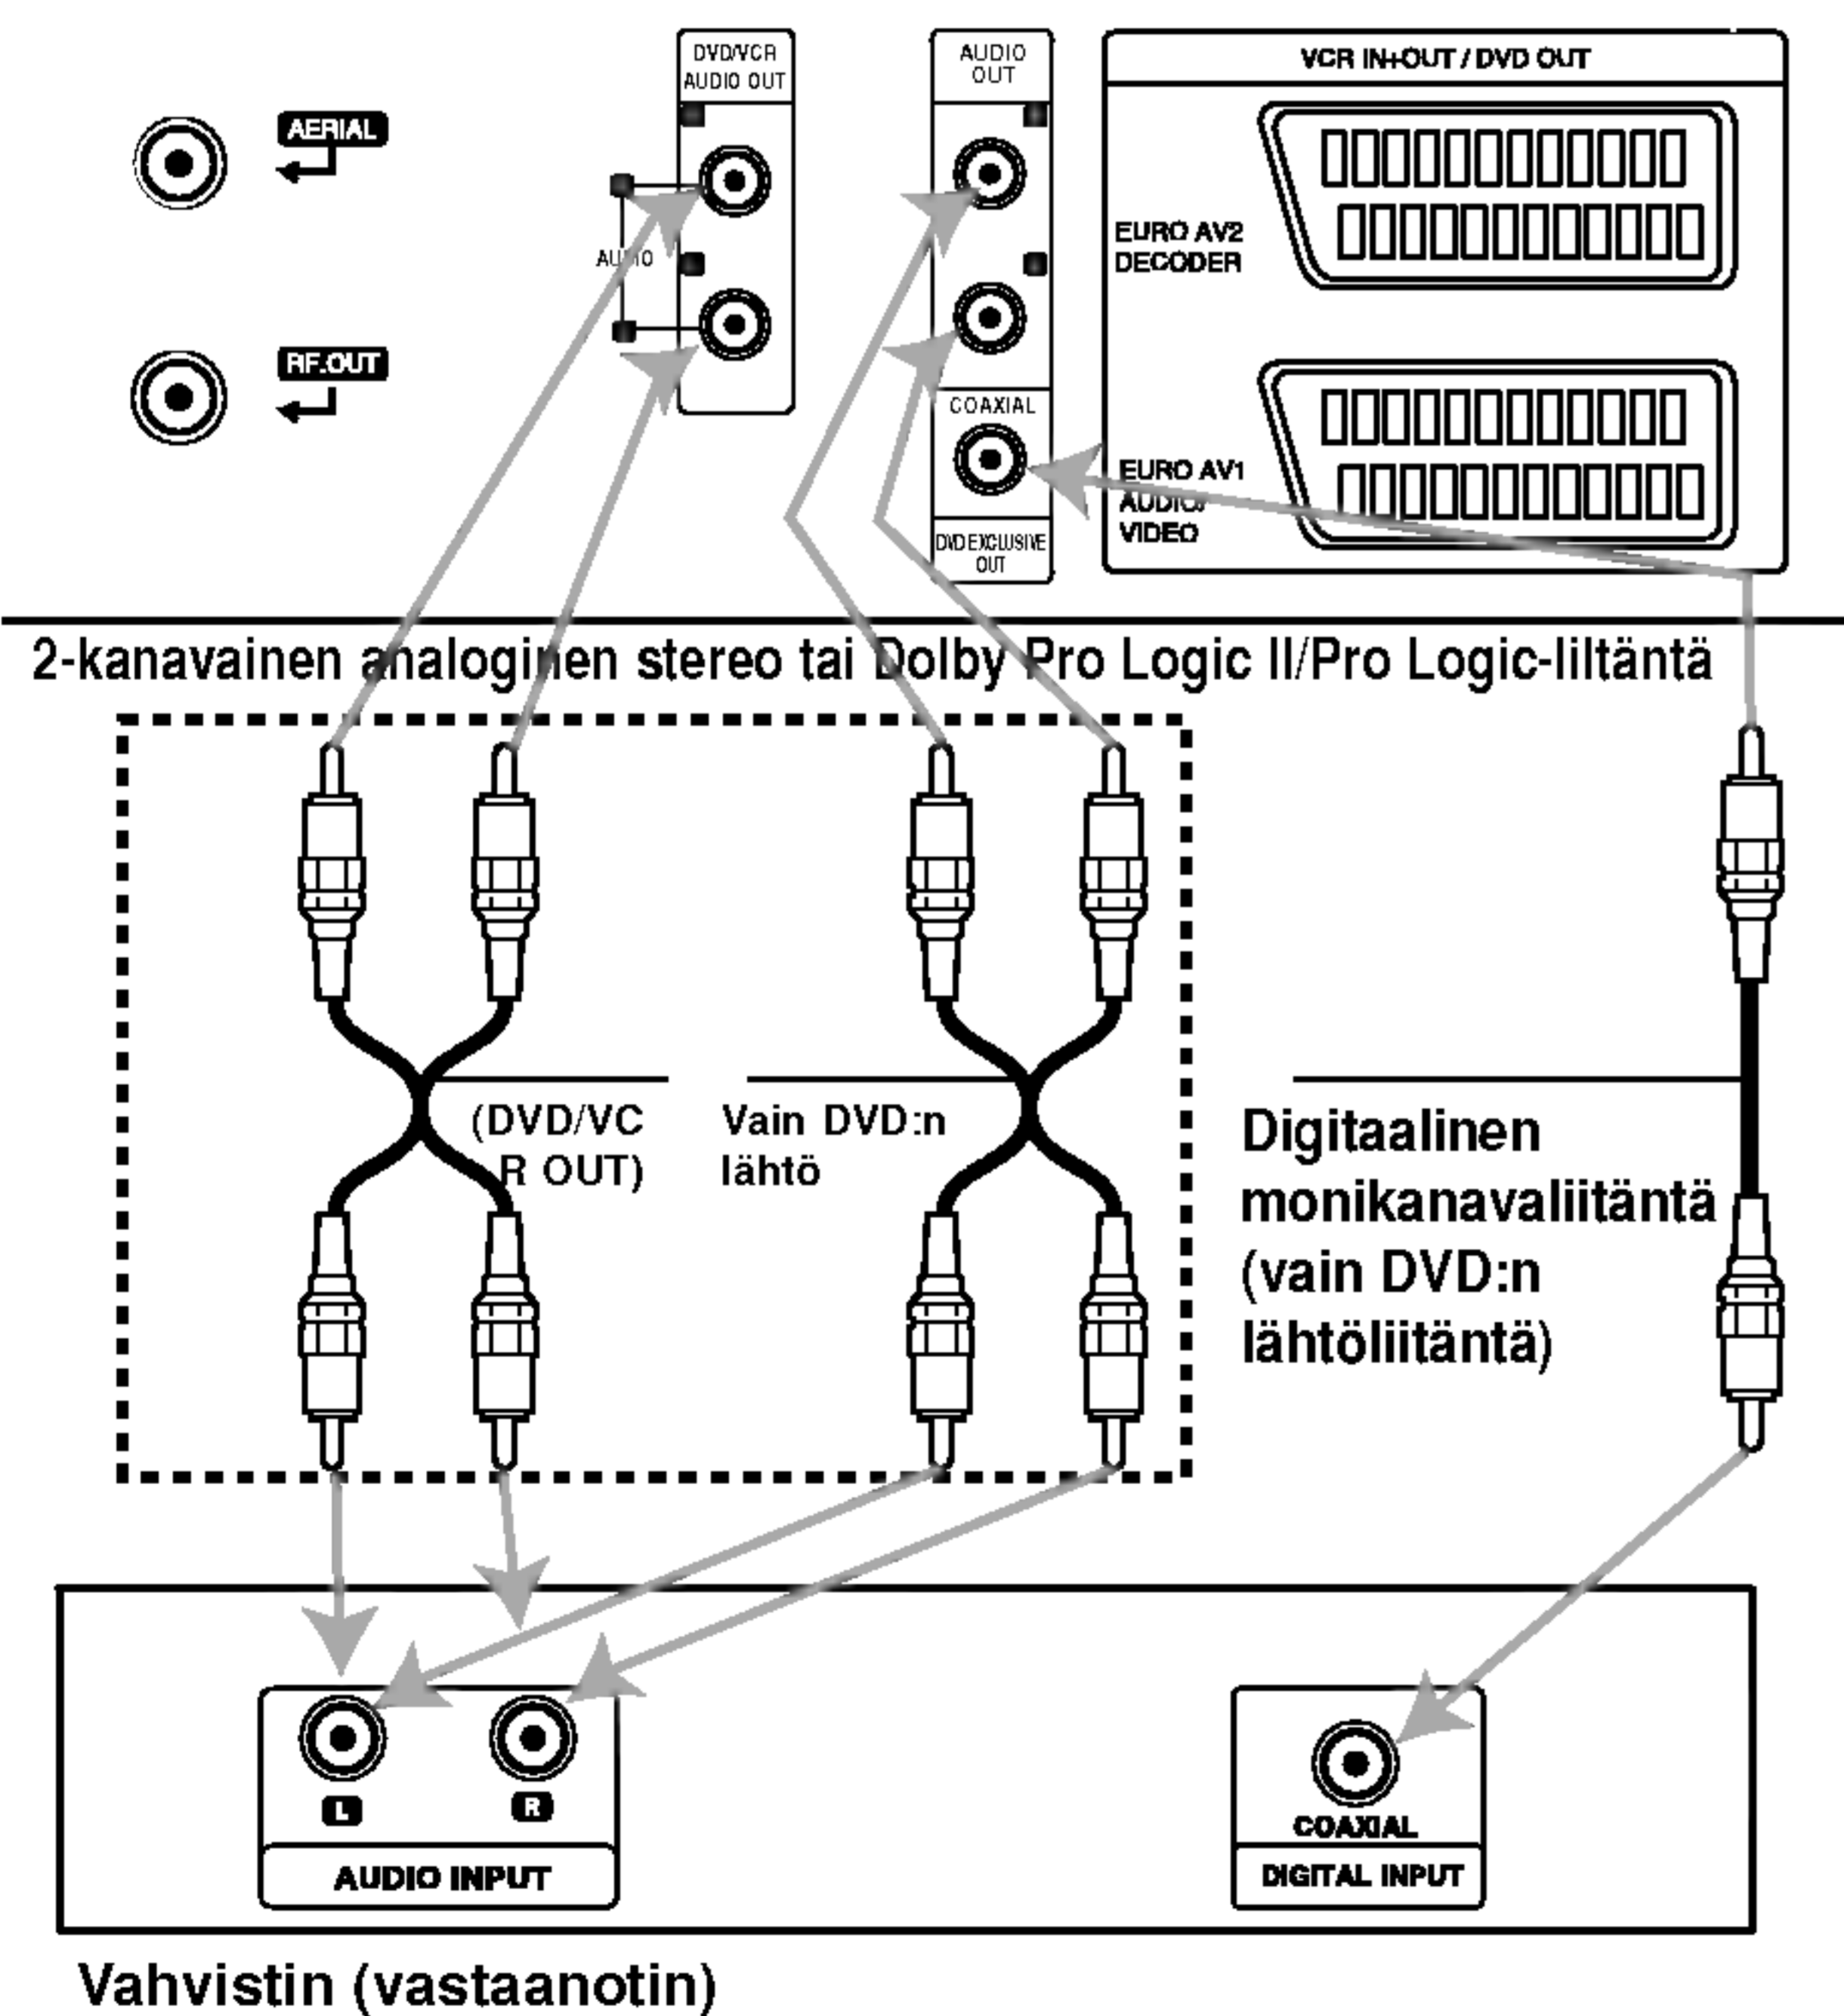 DVD/VCR
AUDIO OUT
AUDIO
OUT
VCR IN+OUT / DVD OUT
AERIAL
EURO AV2
DECODER
AUDIO
RF.OUT
COAXIAL
EURO AV1
AUDIO/
VIDEO
DVD EXCLUSIVE
OUT
2-kanavainen analoginen stereo tai Dolby Pro Logic II/Pro Logic-liltäntä
(DVD/VC
R OUT)
Vain DVD:n
lähtö
Digitaalinen
monikanavaliitäntä
(vain DVD:n
lähtöliitäntä)
L
R
AUDIO INPUT
COAXIAL
DIGITAL INPUT
Vahvistin (vastaanotin)